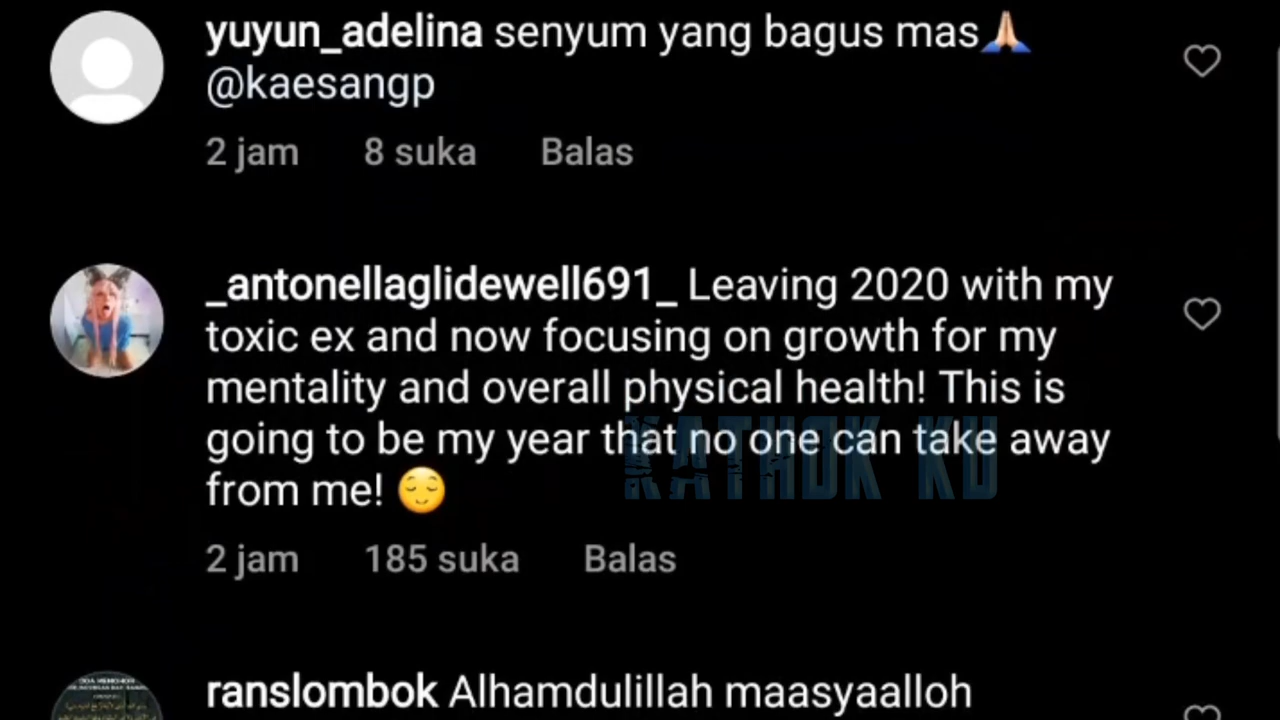 yuyun_adelina senyum yang bagus mas🙏🏻
@kaesangp
2 jam 8 suka Balas
_antonellaglidewell691_ Leaving 2020 with my
toxic ex and now focusing on growth for my
mentality and overall physical health! This is
going to be my year that no one can take away
from me! 😌
KATHOK KU
2 jam 185 suka Balas
ranslombok Alhamdulillah maasyaalloh